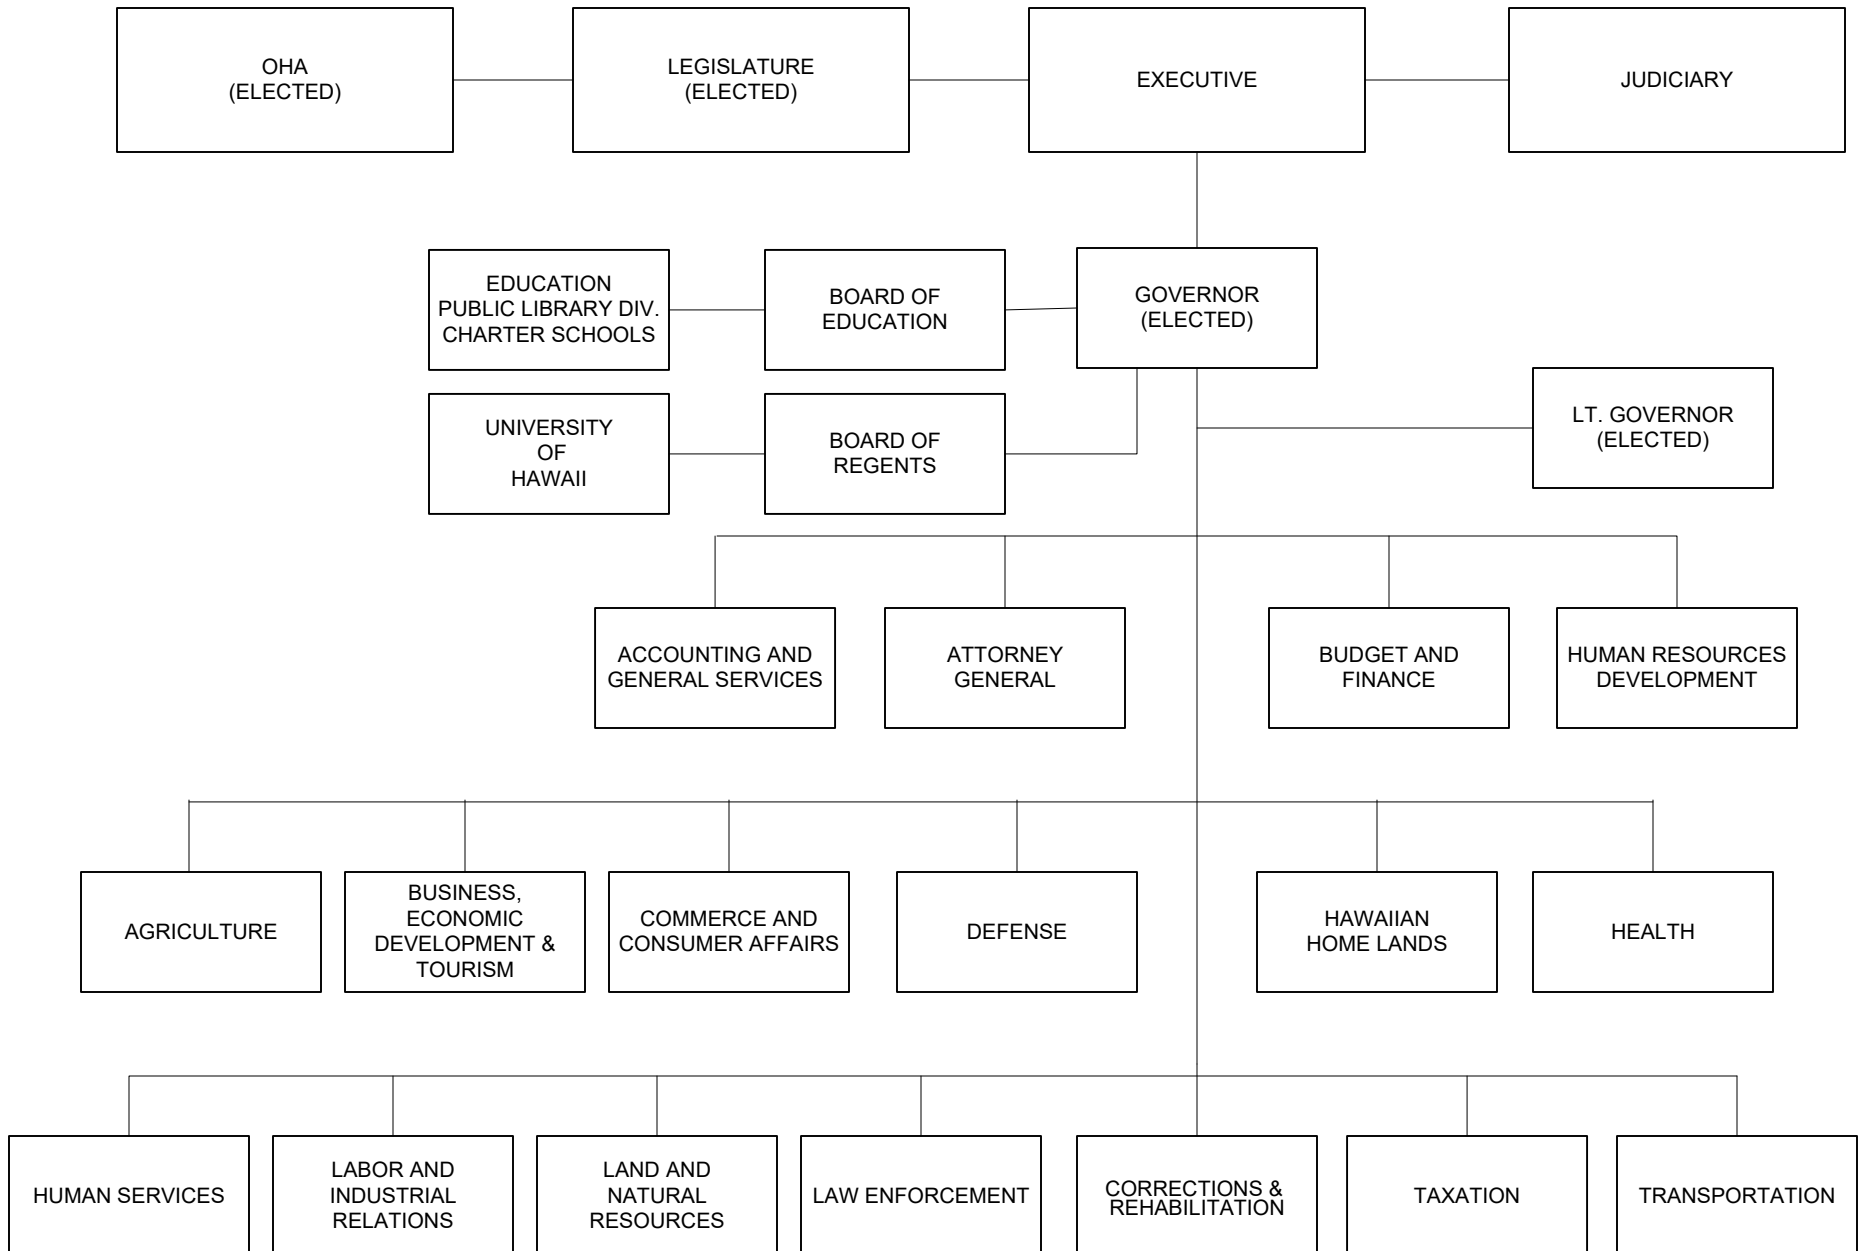 OHA
(ELECTED)
LEGISLATURE
(ELECTED)
EXECUTIVE
JUDICIARY
EDUCATION
PUBLIC LIBRARY DIV.
CHARTER SCHOOLS
BOARD OF
EDUCATION
GOVERNOR
(ELECTED)
UNIVERSITY
OF
HAWAII
BOARD OF
REGENTS
LT. GOVERNOR
(ELECTED)
ACCOUNTING AND
GENERAL SERVICES
ATTORNEY
GENERAL
BUDGET AND
FINANCE
HUMAN RESOURCES
DEVELOPMENT
AGRICULTURE
BUSINESS,
ECONOMIC
DEVELOPMENT &
TOURISM
COMMERCE AND
CONSUMER AFFAIRS
DEFENSE
HAWAIIAN
HOME LANDS
HEALTH
HUMAN SERVICES
LABOR AND
INDUSTRIAL
RELATIONS
LAND AND
NATURAL
RESOURCES
LAW ENFORCEMENT
CORRECTIONS &
REHABILITATION
TAXATION
TRANSPORTATION